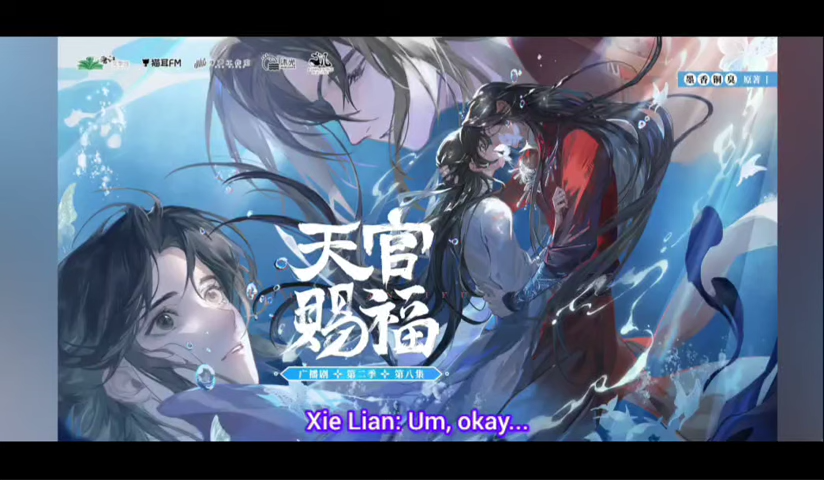 猫耳FM
墨香铜臭 原著
天官
赐福
广播剧 ✧ 第二季 ✧ 第八集
Xie Lian: Um, okay...